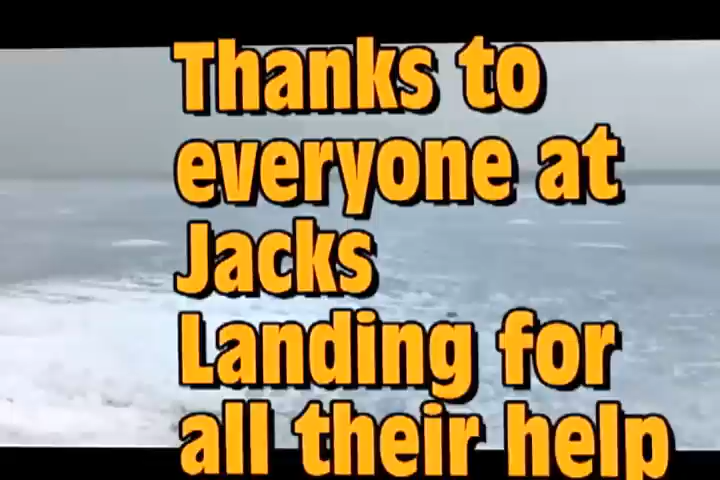 Thanks to
everyone at
Jacks
Landing for
all their help